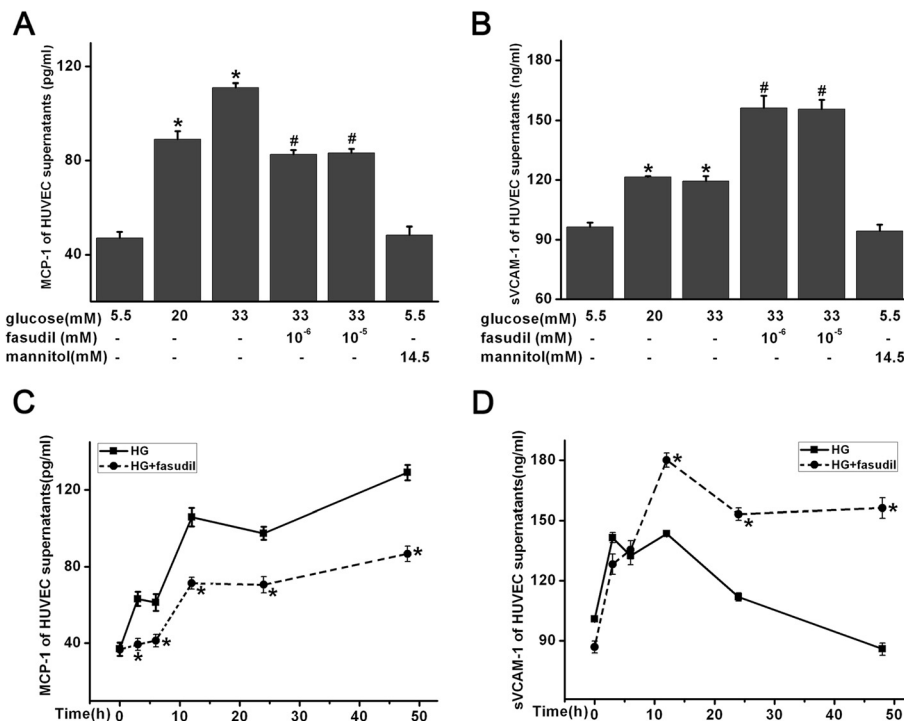 A
MCP-1 of HUVEC supernatants (pg/ml)
120
80
40
* * # #
glucose(mM) 5.5 20 33 33 33 5.5
fasudil (mM) - - - 10-6 10-5 -
mannitol(mM) - - - - - 14.5
B
sVCAM-1 of HUVEC supernatants (ng/ml)
180
150
120
90
60
* * # #
glucose(mM) 5.5 20 33 33 33 5.5
fasudil (mM) - - - 10-6 10-5 -
mannitol(mM) - - - - - 14.5
C
HG
HG+fasudil
MCP-1 of HUVEC supernatants(pg/ml)
120
80
40
* * * * *
Time(h) 0 10 20 30 40 50
D
HG
HG+fasudil
sVCAM-1 of HUVEC supernatants(ng/ml)
180
150
120
90
* * *
Time(h) 0 10 20 30 40 50